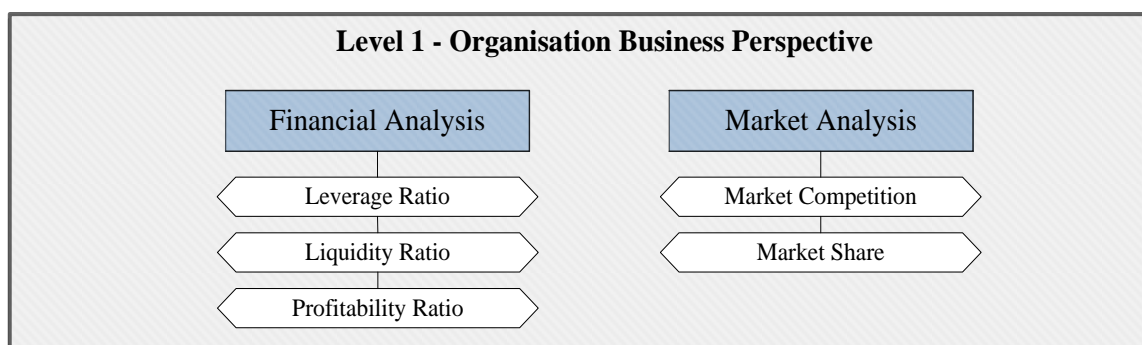 Level 1 - Organisation Business Perspective
Financial Analysis
Leverage Ratio
Liquidity Ratio
Profitability Ratio
Market Analysis
Market Competition
Market Share